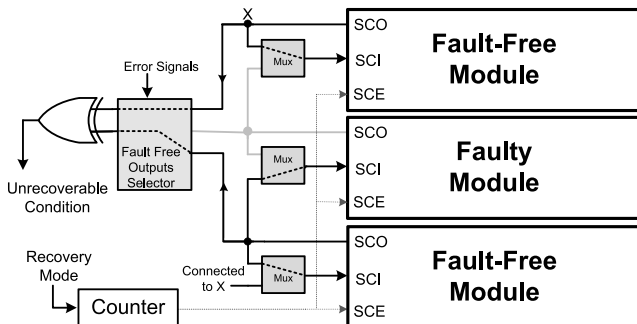 X
SCO
Fault-Free
Module
Mux
SCI
Error Signals
SCE
SCO
Fault Free
Outputs
Selector
Mux
SCI
Faulty
Module
Unrecoverable
Condition
SCE
SCO
Recovery
Mode
Connected
to X
Mux
SCI
Fault-Free
Module
Counter
SCE